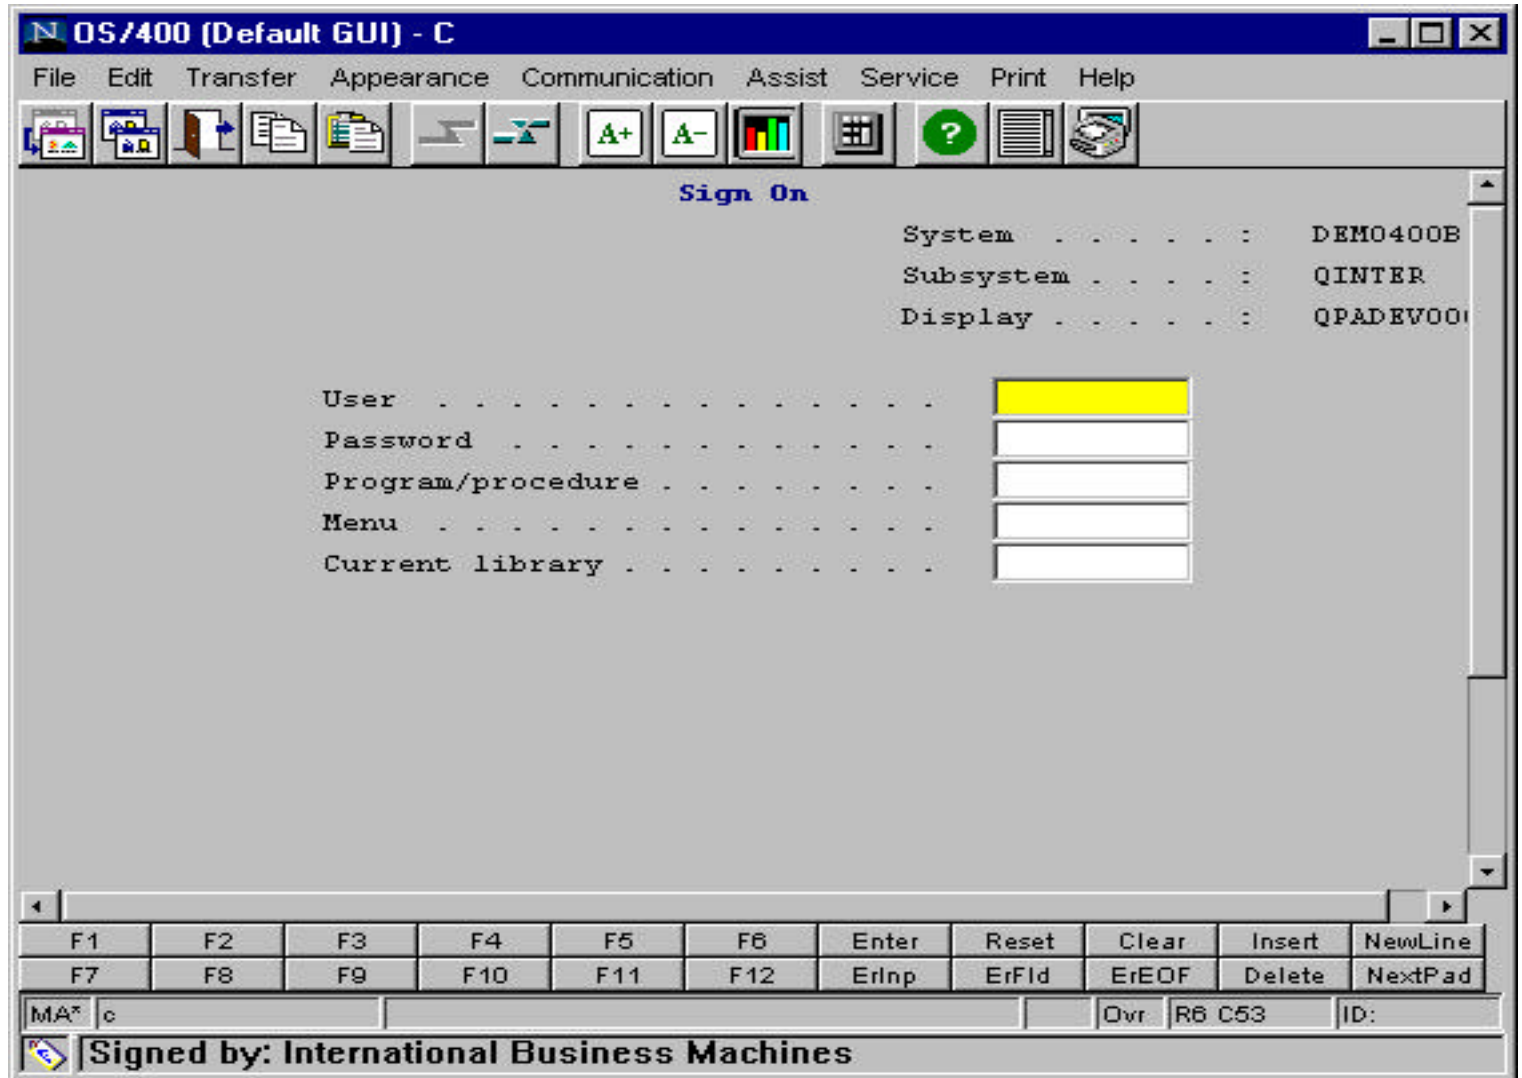 OS/400 (Default GUI) - C
File Edit Transfer Appearance Communication Assist Service Print Help
A+ A- ?
Sign On
System . . . . . : DEMO400B
Subsystem . . . . : QINTER
Display . . . . . : QPADEV00
User . . . . . . . . . . . . . .
Password . . . . . . . . . . . .
Program/procedure . . . . . . . .
Menu . . . . . . . . . . . . . .
Current library . . . . . . . . .
F1 F2 F3 F4 F5 F6 Enter Reset Clear Insert NewLine
F7 F8 F9 F10 F11 F12 ErInp ErFld ErEOF Delete NextPad
MA* c Ovr R6 C53 ID:
Signed by: International Business Machines